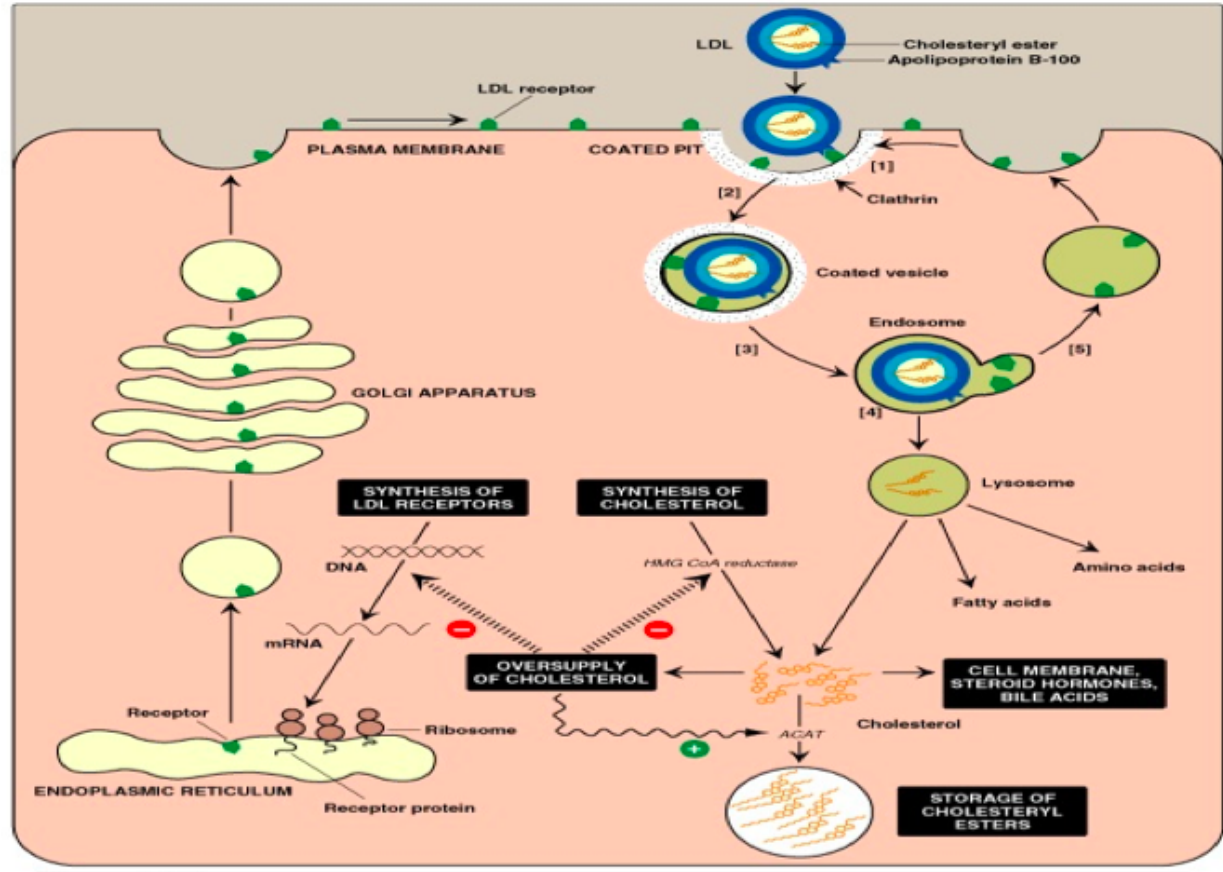 LDL
Cholesteryl ester
Apolipoprotein B-100
LDL receptor
PLASMA MEMBRANE
COATED PIT
[1]
[2]
Clathrin
Coated vesicle
Endosome
[3]
[5]
[4]
GOLGI APPARATUS
Lysosome
SYNTHESIS OF
LDL RECEPTORS
SYNTHESIS OF
CHOLESTEROL
DNA
HMG CoA reductase
Amino acids
Fatty acids
mRNA
OVERSUPPLY
OF CHOLESTEROL
CELL MEMBRANE,
STEROID HORMONES,
BILE ACIDS
Receptor
Ribosome
Cholesterol
ACAT
ENDOPLASMIC RETICULUM
Receptor protein
STORAGE OF
CHOLESTERYL
ESTERS